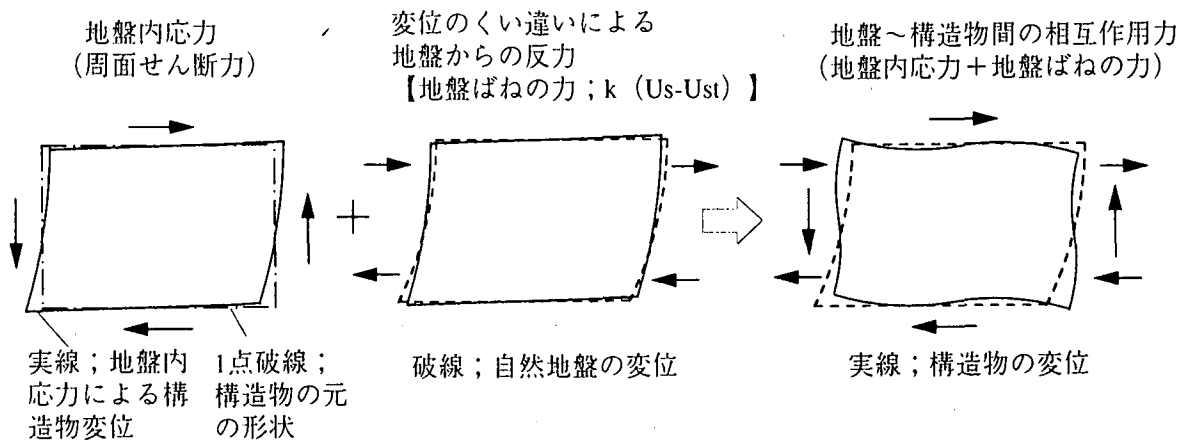 地盤内応力
(周面せん断力)
変位のくい違いによる
地盤からの反力
【地盤ばねの力；k（Us-Ust）】
地盤～構造物間の相互作用力
(地盤内応力＋地盤ばねの力)
＋
実線；地盤内
応力による構
造物変位
1点破線；
構造物の元
の形状
破線；自然地盤の変位
実線；構造物の変位